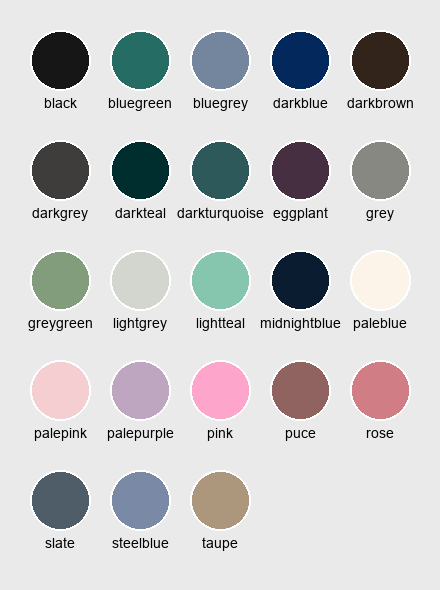 black bluegreen bluegrey darkblue darkbrown
darkgrey darkteal darkturquoise eggplant grey
greygreen lightgrey lightteal midnightblue paleblue
palepink palepurple pink puce rose
slate steelblue taupe